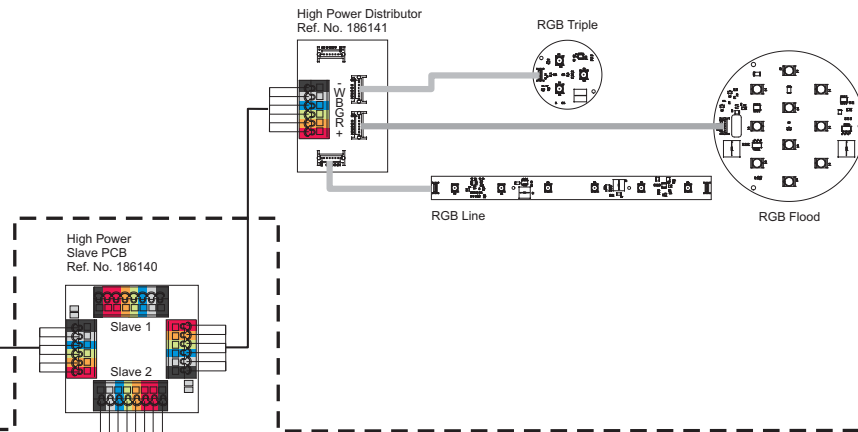 High Power Distributor
Ref. No. 186141
RGB Triple
-
W
B
G
R
+
RGB Line
RGB Flood
High Power
Slave PCB
Ref. No. 186140
Slave 1
Slave 2